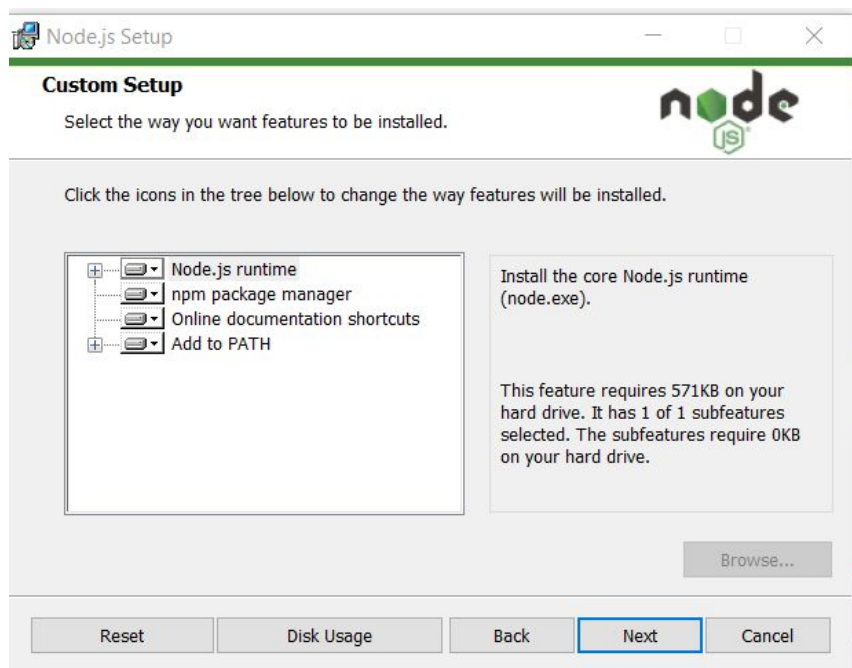 Node.js Setup
Custom Setup
Select the way you want features to be installed.
node
JS
Click the icons in the tree below to change the way features will be installed.
Node.js runtime
npm package manager
Online documentation shortcuts
Add to PATH
Install the core Node.js runtime
(node.exe).
This feature requires 571KB on your
hard drive. It has 1 of 1 subfeatures
selected. The subfeatures require 0KB
on your hard drive.
Browse...
Reset
Disk Usage
Back
Next
Cancel